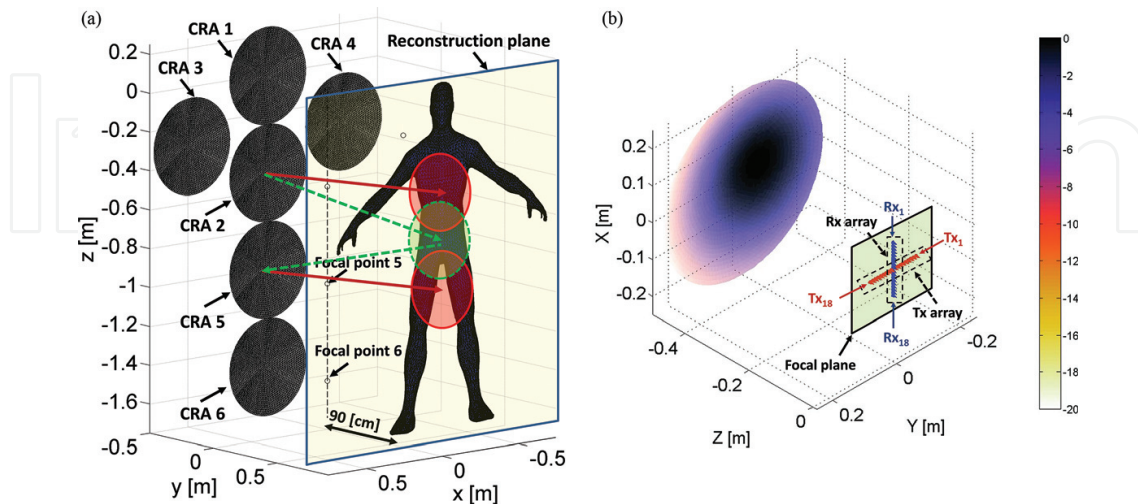 (a)
CRA 1
CRA 3
CRA 4
Reconstruction plane
CRA 2
CRA 5
CRA 6
Focal point 5
Focal point 6
90 [cm]
z [m]
0.2
0
-0.2
-0.4
-0.6
-0.8
-1
-1.2
-1.4
-1.6
-0.5
0
0.5
y [m]
0.5
0
-0.5
x [m]
(b)
X [m]
0.2
0.1
0
-0.1
-0.2
-0.4
-0.2
0
Z [m]
0.2
0
-0.2
Y [m]
Rx array
Rx1
Tx1
Tx18
Rx18
Tx array
Focal plane
0
-2
-4
-6
-8
-10
-12
-14
-16
-18
-20